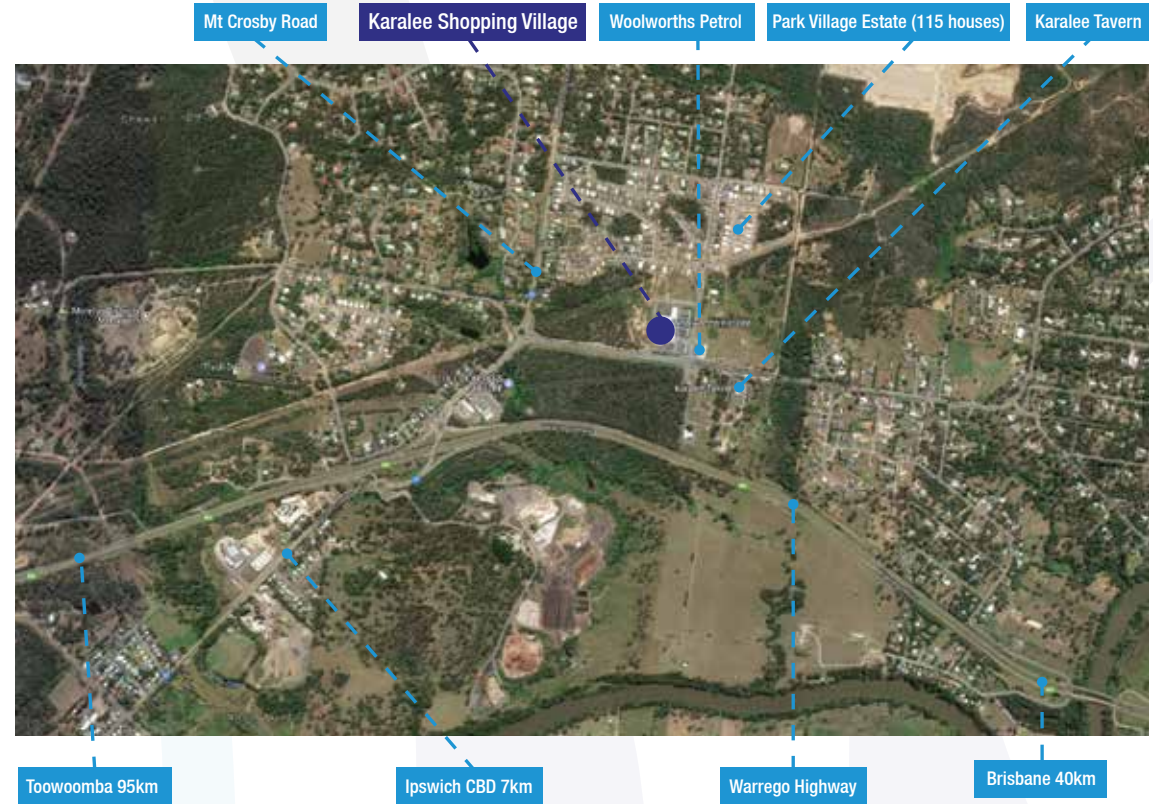 Mt Crosby Road
Karalee Shopping Village
Woolworths Petrol
Park Village Estate (115 houses)
Karalee Tavern
Toowoomba 95km
Ipswich CBD 7km
Warrego Highway
Brisbane 40km